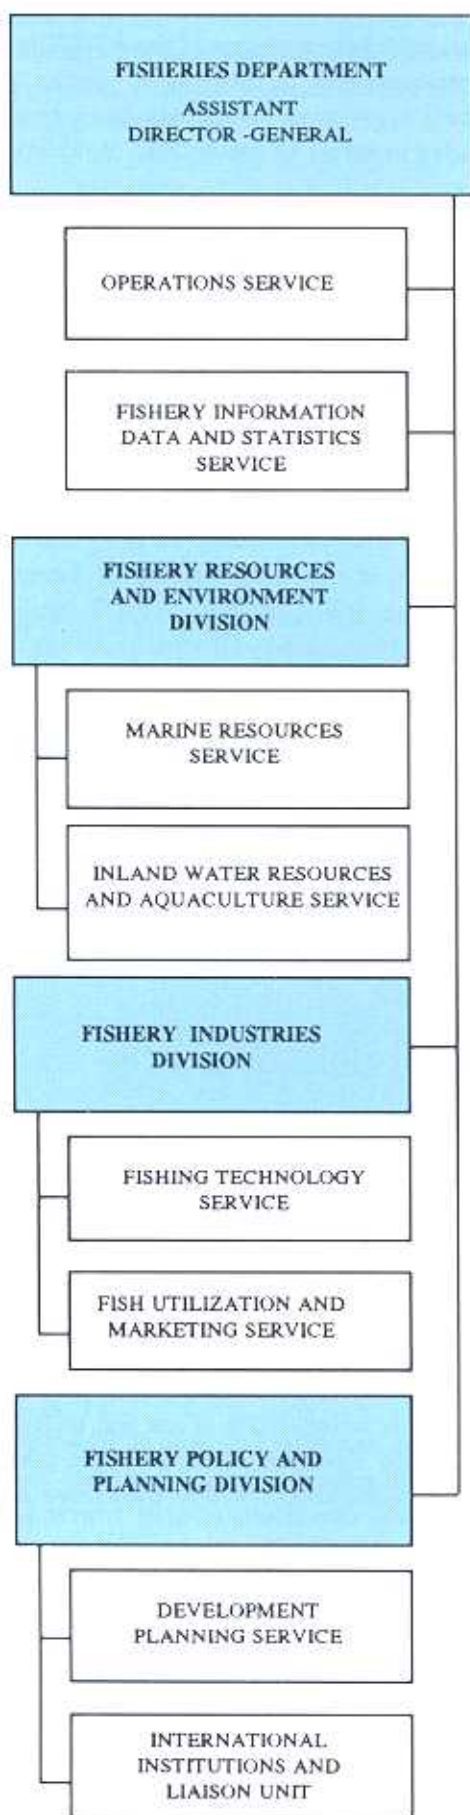 FISHERIES DEPARTMENT
ASSISTANT
DIRECTOR -GENERAL
OPERATIONS SERVICE
FISHERY INFORMATION
DATA AND STATISTICS
SERVICE
FISHERY RESOURCES
AND ENVIRONMENT
DIVISION
MARINE RESOURCES
SERVICE
INLAND WATER RESOURCES
AND AQUACULTURE SERVICE
FISHERY INDUSTRIES
DIVISION
FISHING TECHNOLOGY
SERVICE
FISH UTILIZATION AND
MARKETING SERVICE
FISHERY POLICY AND
PLANNING DIVISION
DEVELOPMENT
PLANNING SERVICE
INTERNATIONAL
INSTITUTIONS AND
LIAISON UNIT